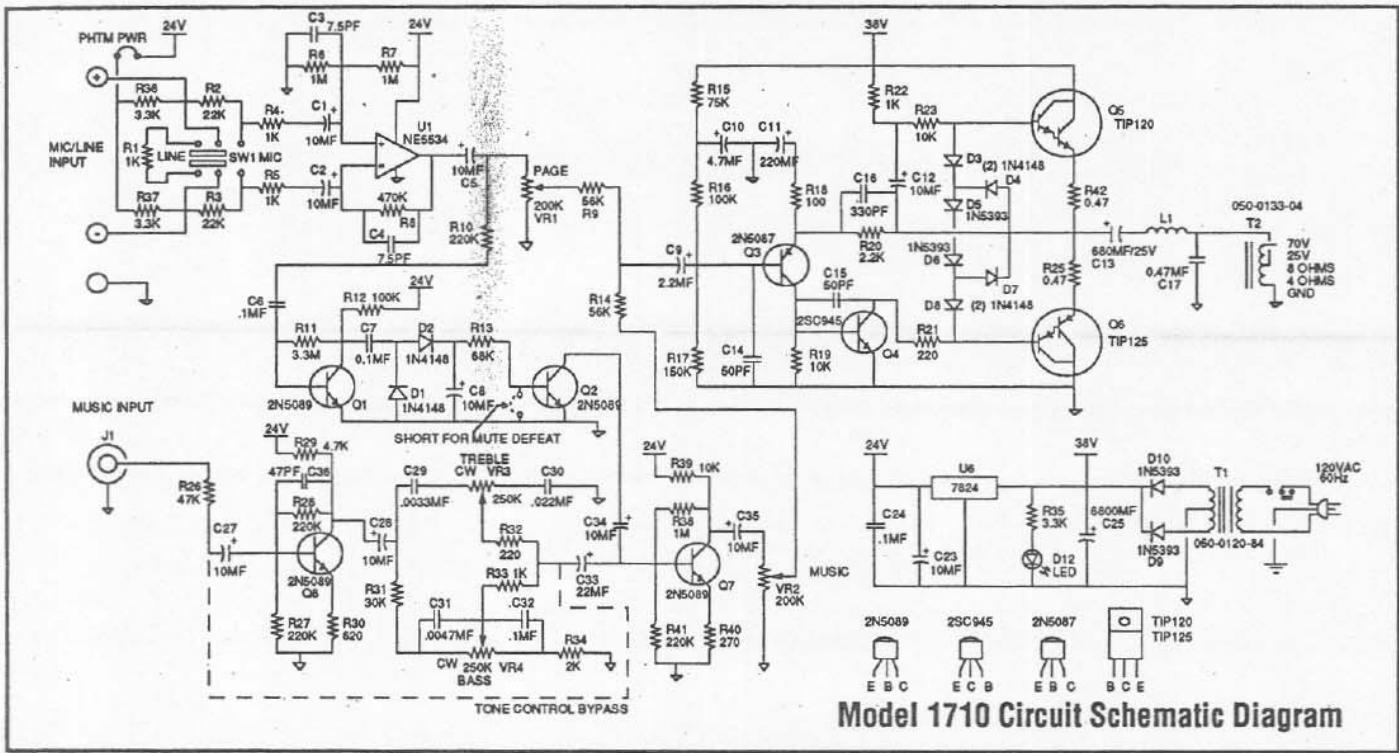 PHTM PWR
24V
C3
7.5PF
R6
1M
R7
1M
24V
R36
3.3K
R2
22K
R4
1K
C1
10MF
U1
NE5534
MIC/LINE
INPUT
R1
1K
LINE
SW1 MIC
R5
1K
C2
10MF
R37
3.3K
R3
22K
470K
R8
C4
7.5PF
10MF
C5
R10
220K
PAGE
200K
VR1
56K
R9
C6
.1MF
R12 100K
24V
R11
3.3M
C7
0.1MF
D2
1N4148
R13
68K
2N5089
Q1
D1
1N4148
C8
10MF
Q2
2N5089
SHORT FOR MUTE DEFEAT
R14
56K
C9
2.2MF
38V
R15
75K
C10
4.7MF
C11
220MF
R16
100K
R18
100
2N5087
Q3
R17
150K
C14
50PF
R19
10K
C15
50PF
2SC945
Q4
C16
330PF
R20
2.2K
C12
10MF
R22
1K
R23
10K
D3
(2) 1N4148
D4
D5
1N5393
1N5393
D6
D7
D8
(2) 1N4148
R21
220
Q5
TIP120
R42
0.47
R25
0.47
Q6
TIP125
680MF/25V
C13
L1
0.47MF
C17
050-0133-04
T2
70V
25V
8 OHMS
4 OHMS
GND
MUSIC INPUT
J1
R26
47K
C27
10MF
24V
R29
4.7K
47PF
C36
R28
220K
2N5089
Q8
R27
220K
R30
620
C28
10MF
C29
.0033MF
TREBLE
CW VR3
250K
C30
.022MF
R32
220
R33 1K
R31
30K
C31
.0047MF
C32
.1MF
CW 250K VR4
BASS
R34
2K
C33
22MF
C34
10MF
TONE CONTROL BYPASS
24V
R39
10K
R38
1M
C35
10MF
2N5089
Q7
R41
220K
R40
270
MUSIC
VR2
200K
24V
U6
7824
38V
C24
.1MF
C23
10MF
R35
3.3K
D12
LED
6800MF
C25
D10
1N5393
1N5393
D9
T1
050-0120-84
120VAC
60Hz
2N5089
E B C
2SC945
E C B
2N5087
E B C
TIP120
TIP125
B C E
Model 1710 Circuit Schematic Diagram